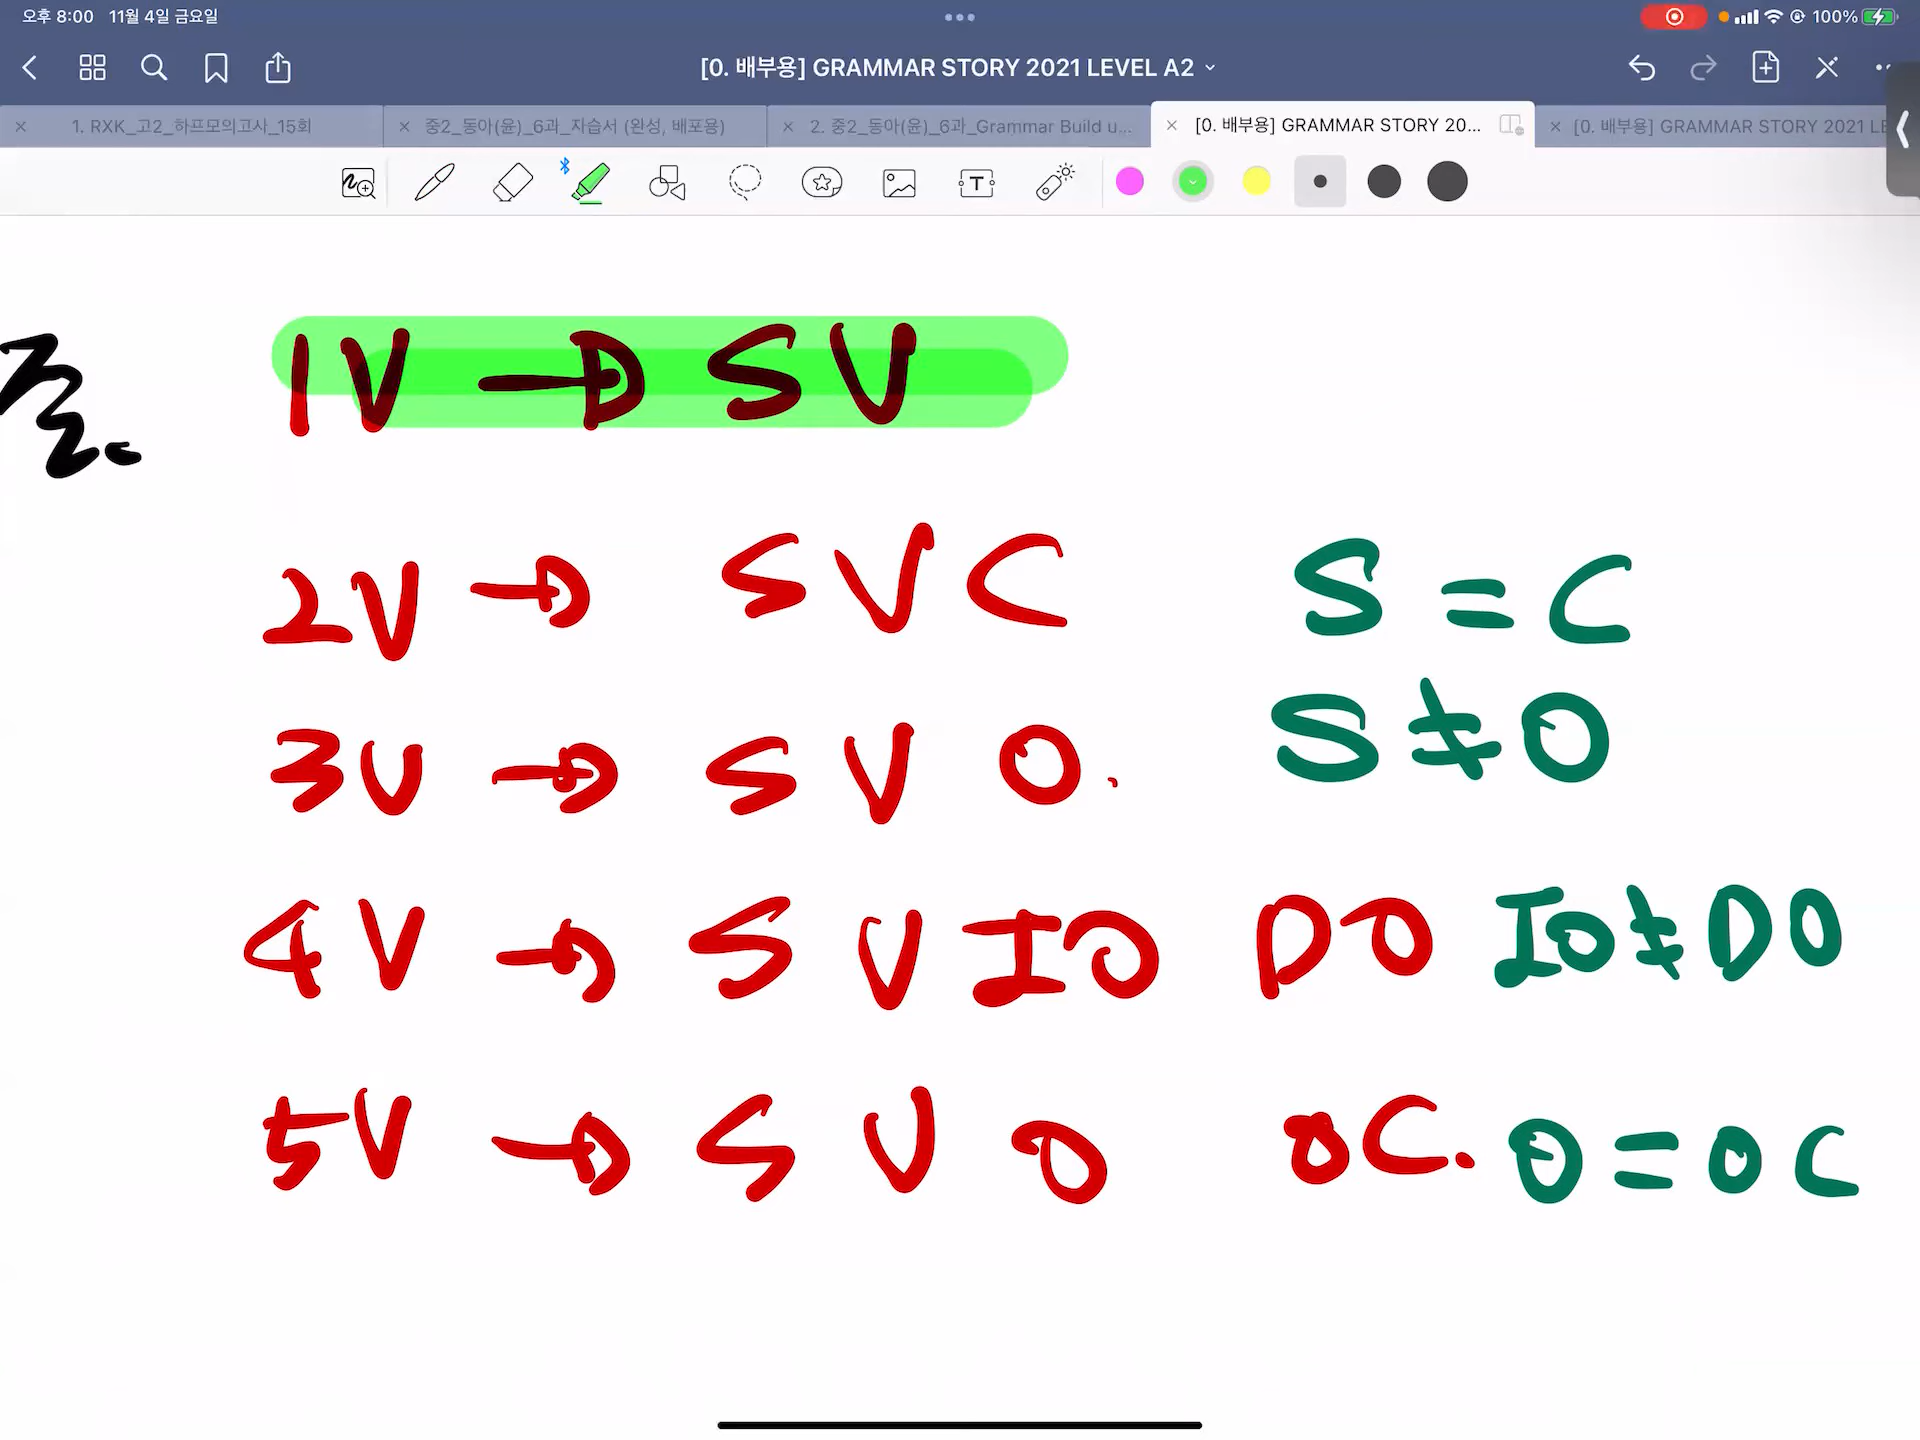 오후 8:00 11월 4일 금요일 100%
[0. 배부용] GRAMMAR STORY 2021 LEVEL A2
1. RXK_고2_하프모의고사_15회 중2_동아(윤)_6과_자습서 (완성, 배포용) 2. 중2_동아(윤)_6과_Grammar Build u... [0. 배부용] GRAMMAR STORY 20... [0. 배부용] GRAMMAR STORY 2021 LE
T
1V → SV
2V → SVC S = C
3V → SVO. S ≠ O
4V → SV IO DO IO ≠ DO
5V → SVO OC. O = OC